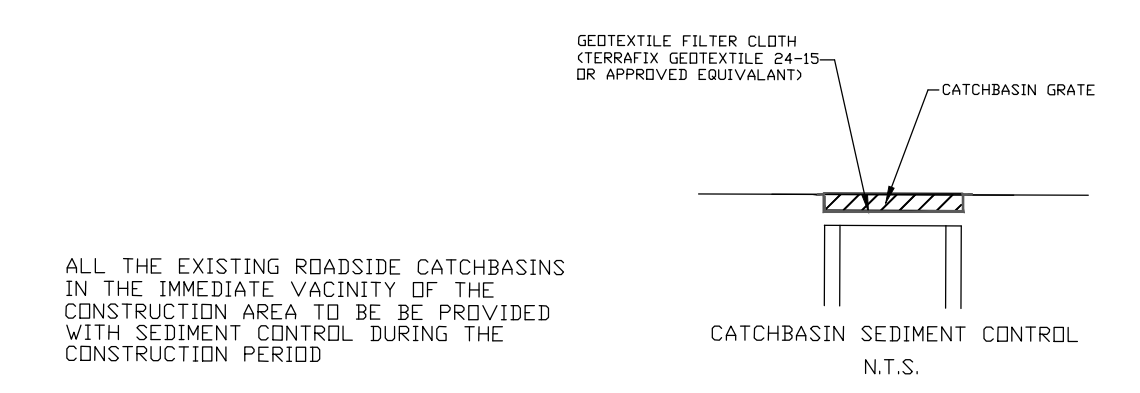 GEOTEXTILE FILTER CLOTH
(TERRAFIX GEOTEXTILE 24-15
OR APPROVED EQUIVALANT)
CATCHBASIN GRATE
ALL THE EXISTING ROADSIDE CATCHBASINS
IN THE IMMEDIATE VACINITY OF THE
CONSTRUCTION AREA TO BE BE PROVIDED
WITH SEDIMENT CONTROL DURING THE
CONSTRUCTION PERIOD
CATCHBASIN SEDIMENT CONTROL
N.T.S.